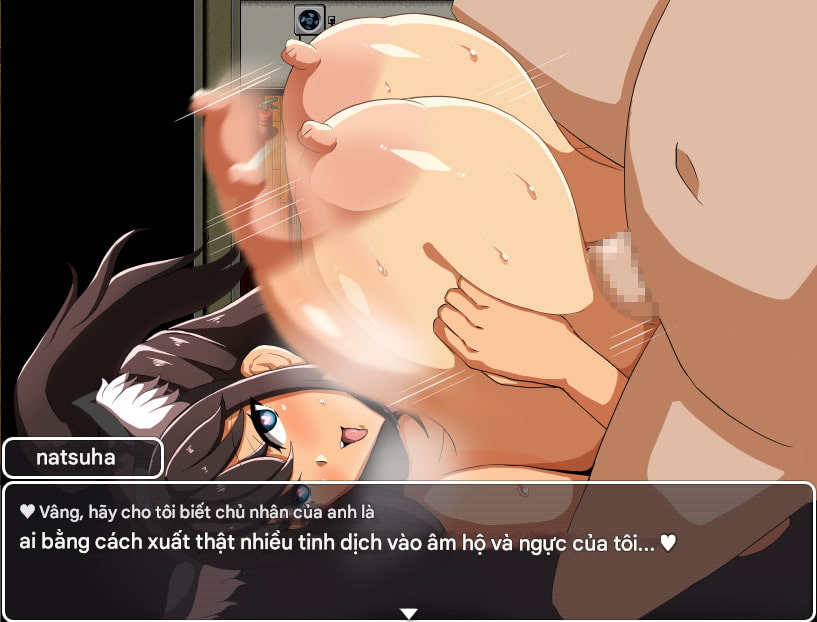 natsuha
♥ Vâng, hãy cho tôi biết chủ nhân của anh là
ai bằng cách xuất thật nhiều tinh dịch vào âm hộ và ngực của tôi... ♥